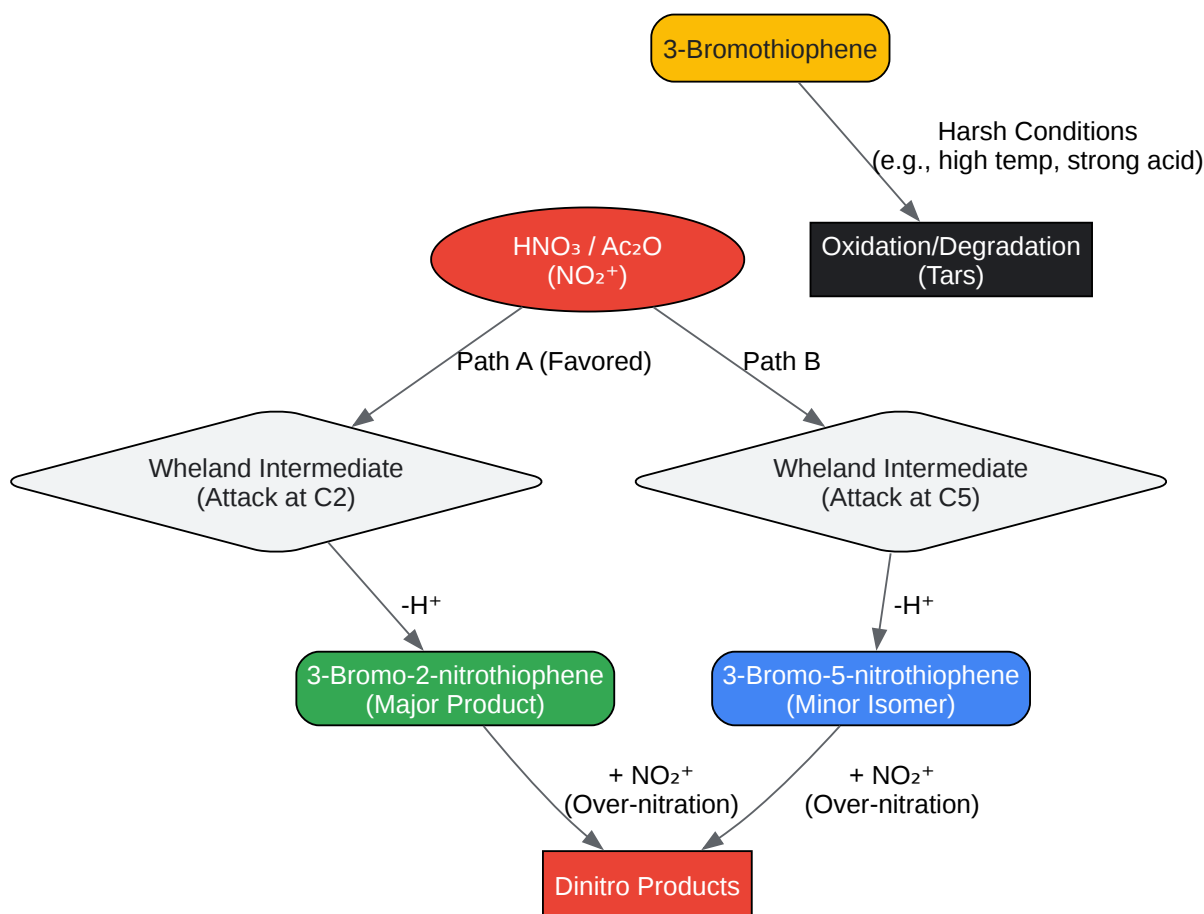 3-Bromothiophene
Harsh Conditions
(e.g., high temp, strong acid)
HNO₃ / Ac₂O
(NO₂⁺)
Oxidation/Degradation
(Tars)
Path A (Favored)
Path B
Wheland Intermediate
(Attack at C2)
Wheland Intermediate
(Attack at C5)
-H⁺
-H⁺
3-Bromo-2-nitrothiophene
(Major Product)
3-Bromo-5-nitrothiophene
(Minor Isomer)
+ NO₂⁺
(Over-nitration)
+ NO₂⁺
(Over-nitration)
Dinitro Products